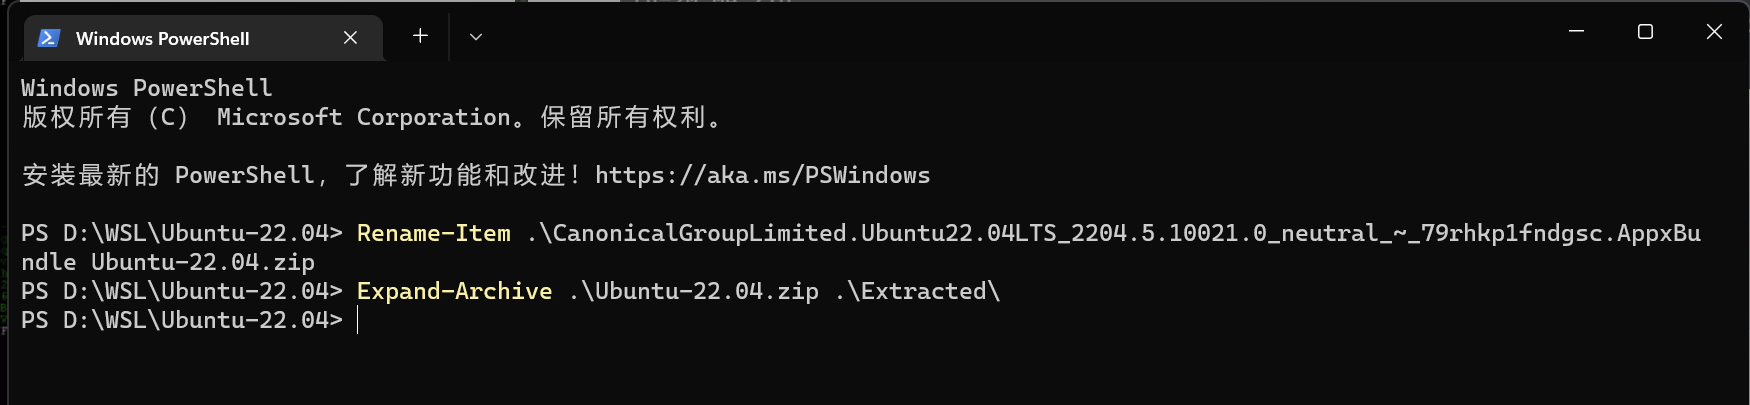 Windows PowerShell
Windows PowerShell
版权所有（C） Microsoft Corporation。保留所有权利。
安装最新的 PowerShell，了解新功能和改进！https://aka.ms/PSWindows
PS D:\WSL\Ubuntu-22.04> Rename-Item .\CanonicalGroupLimited.Ubuntu22.04LTS_2204.5.10021.0_neutral_~_79rhkp1fndgsc.AppxBu
ndle Ubuntu-22.04.zip
PS D:\WSL\Ubuntu-22.04> Expand-Archive .\Ubuntu-22.04.zip .\Extracted\
PS D:\WSL\Ubuntu-22.04>